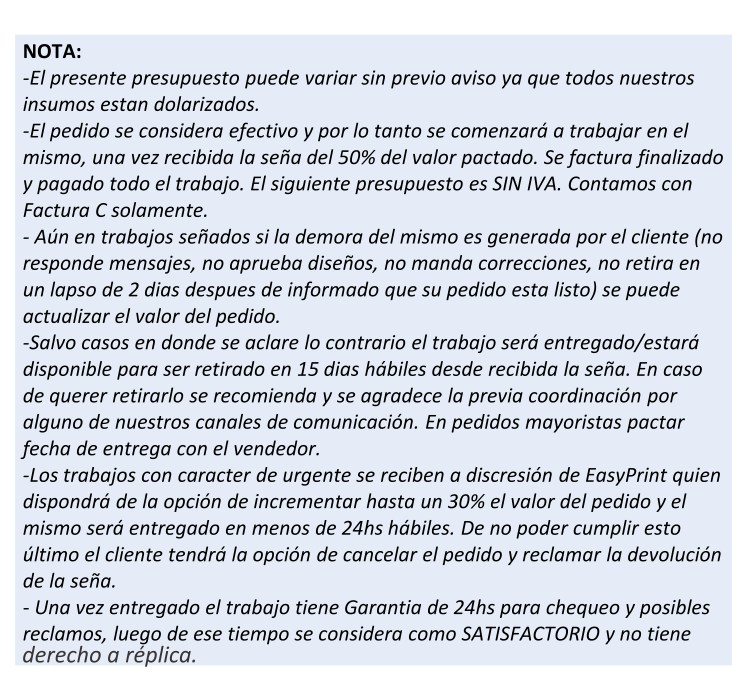 NOTA:
-El presente presupuesto puede variar sin previo aviso ya que todos nuestros
insumos estan dolarizados.
-El pedido se considera efectivo y por lo tanto se comenzará a trabajar en el
mismo, una vez recibida la seña del 50% del valor pactado. Se factura finalizado
y pagado todo el trabajo. El siguiente presupuesto es SIN IVA. Contamos con
Factura C solamente.
- Aún en trabajos señados si la demora del mismo es generada por el cliente (no
responde mensajes, no aprueba diseños, no manda correcciones, no retira en
un lapso de 2 dias despues de informado que su pedido esta listo) se puede
actualizar el valor del pedido.
-Salvo casos en donde se aclare lo contrario el trabajo será entregado/estará
disponible para ser retirado en 15 dias hábiles desde recibida la seña. En caso
de querer retirarlo se recomienda y se agradece la previa coordinación por
alguno de nuestros canales de comunicación. En pedidos mayoristas pactar
fecha de entrega con el vendedor.
-Los trabajos con caracter de urgente se reciben a discresión de EasyPrint quien
dispondrá de la opción de incrementar hasta un 30% el valor del pedido y el
mismo será entregado en menos de 24hs hábiles. De no poder cumplir esto
último el cliente tendrá la opción de cancelar el pedido y reclamar la devolución
de la seña.
- Una vez entregado el trabajo tiene Garantia de 24hs para chequeo y posibles
reclamos, luego de ese tiempo se considera como SATISFACTORIO y no tiene
derecho a réplica.